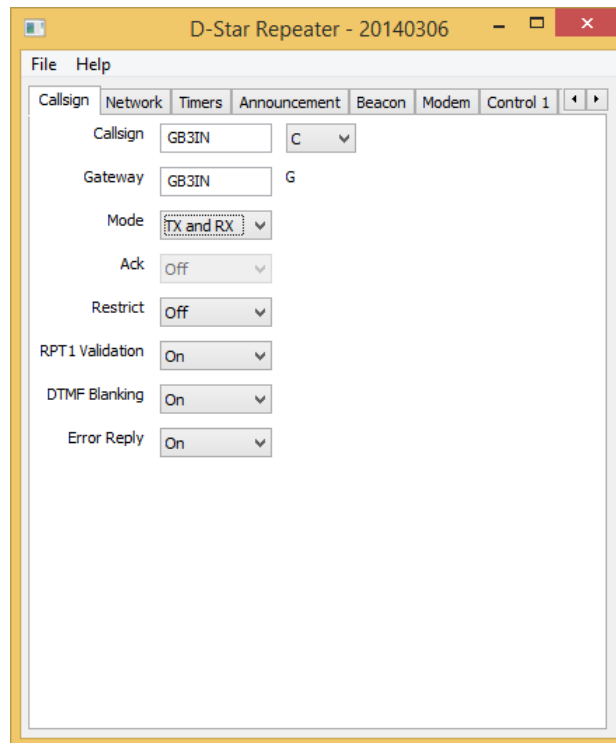 D-Star Repeater - 20140306
File Help
Callsign Network Timers Announcement Beacon Modem Control 1
Callsign GB3IN C
Gateway GB3IN G
Mode TX and RX
Ack Off
Restrict Off
RPT1 Validation On
DTMF Blanking On
Error Reply On